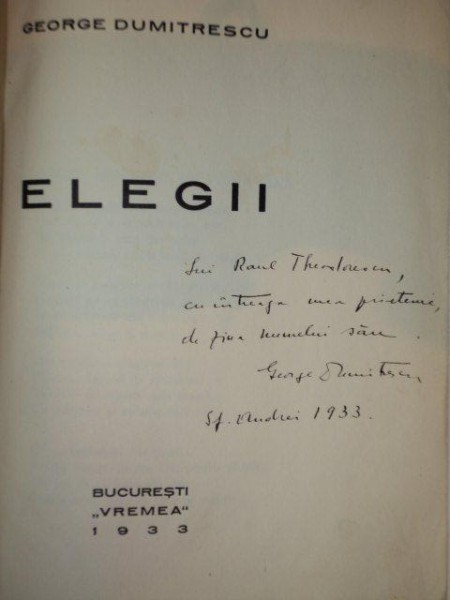 GEORGE DUMITRESCU
ELEGII
Lui Raul Theodorescu,
cu întreaga mea prietenie,
de ziua numelui său.
George Dumitrescu
Sf. Andrei 1933.
BUCUREȘTI
„VREMEA"
1933